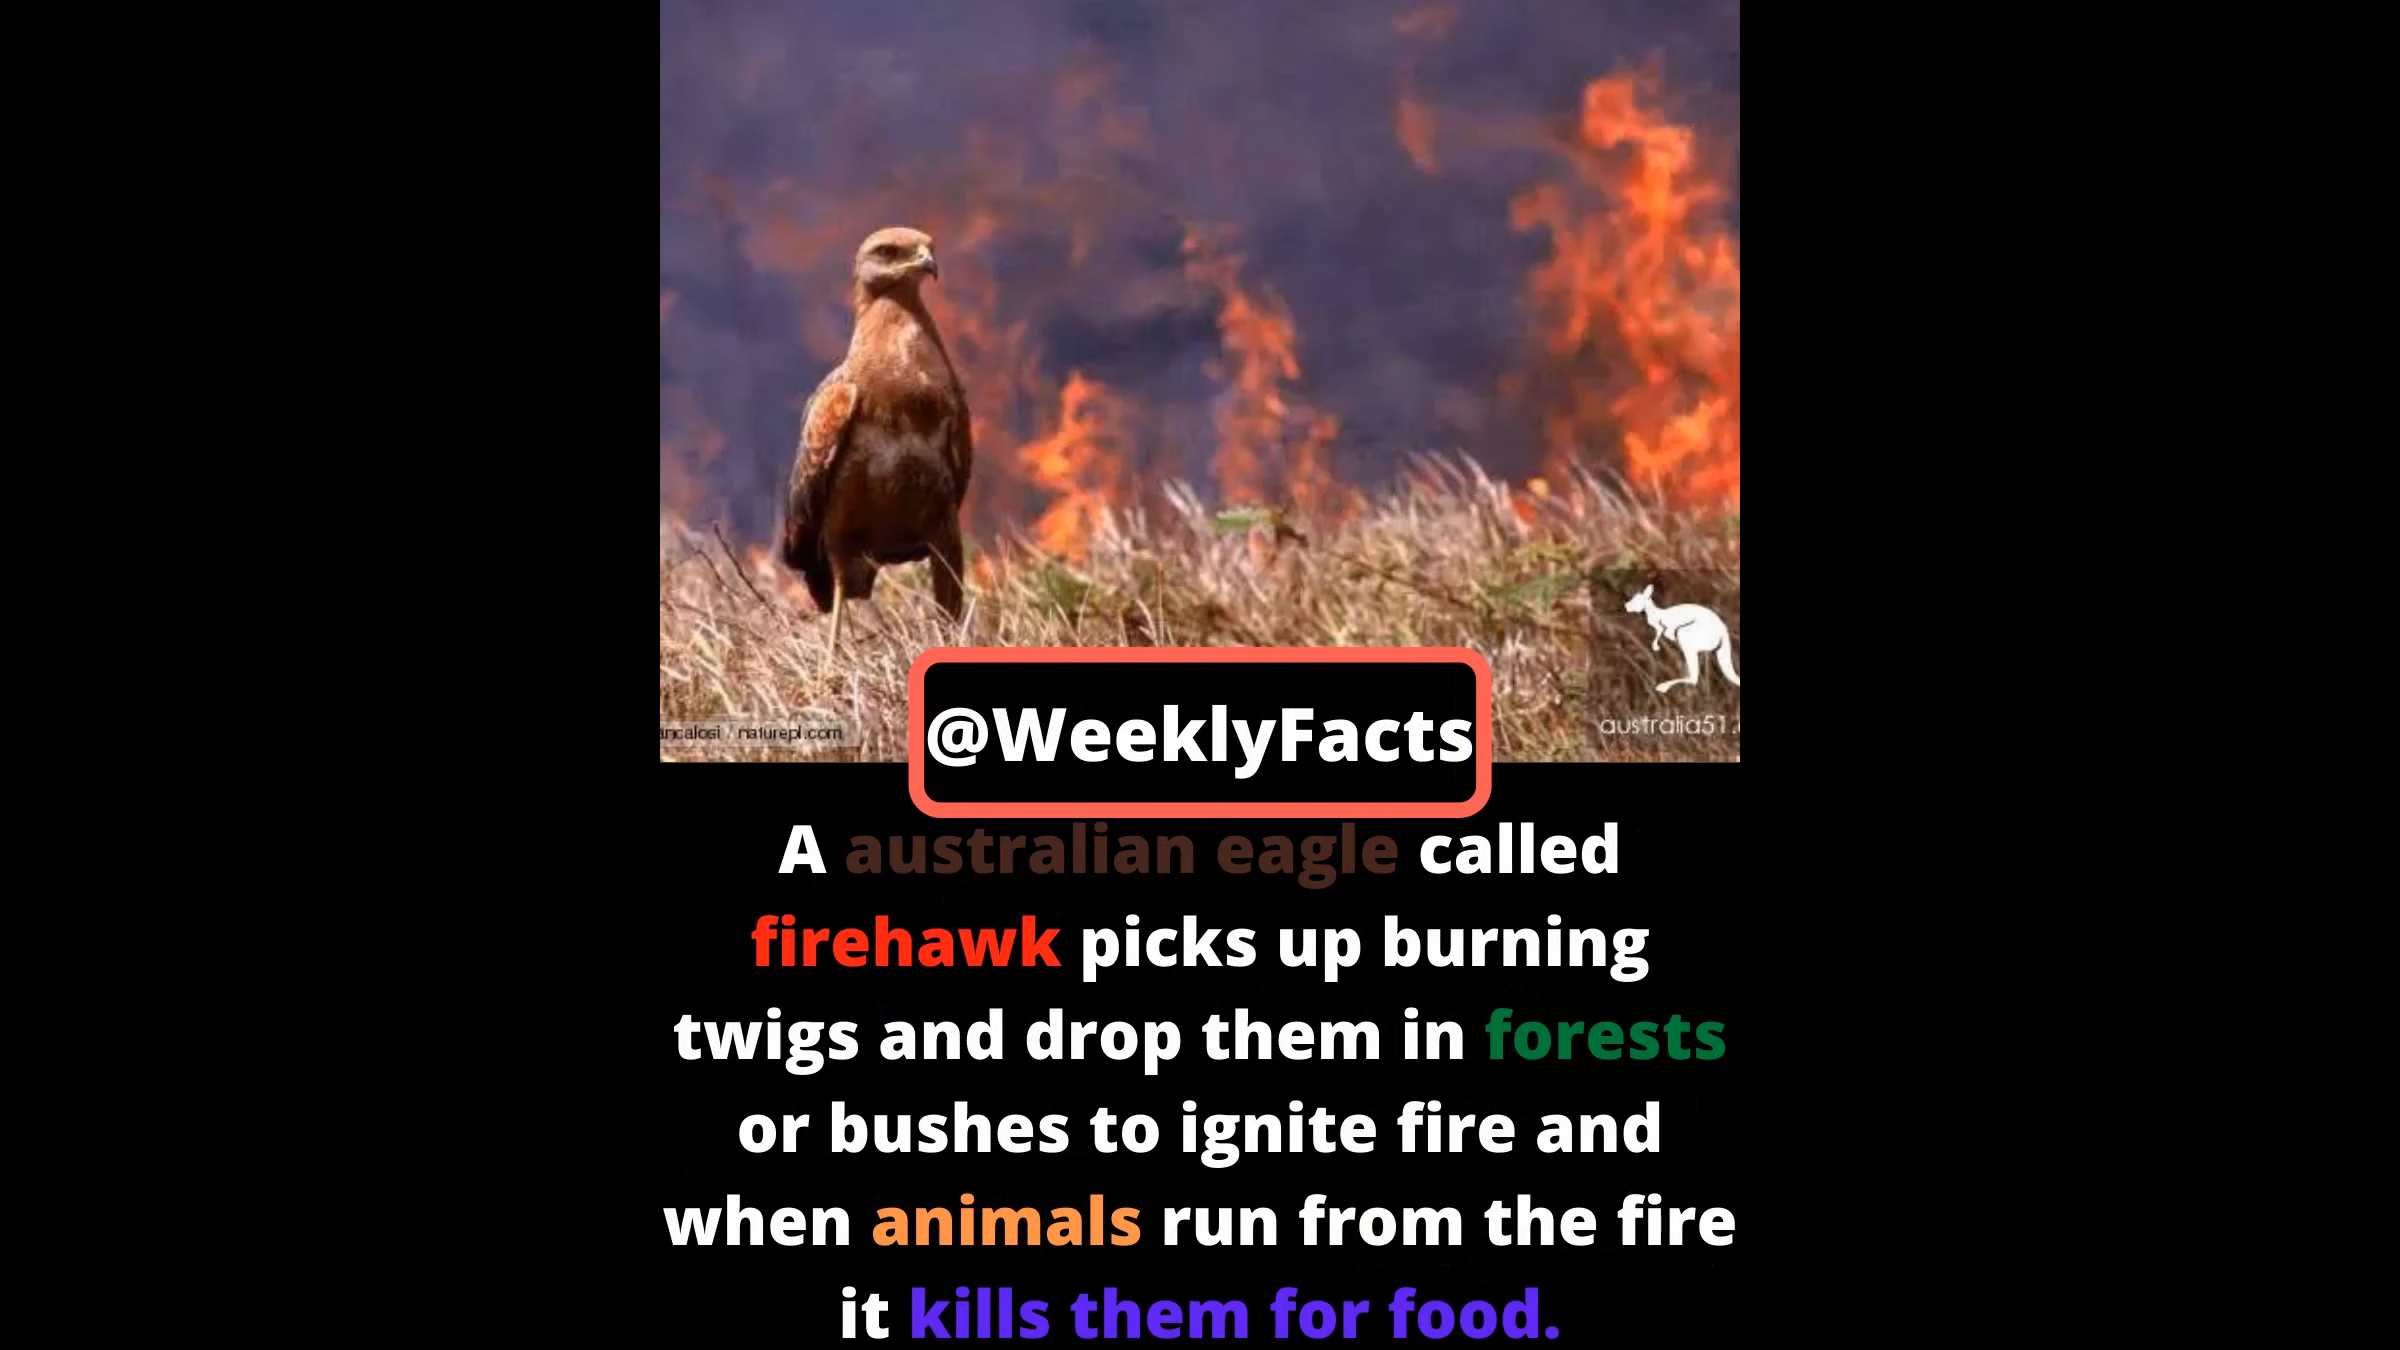 ancalosi / naturepl.com
australia51.
@WeeklyFacts
A australian eagle called
firehawk picks up burning
twigs and drop them in forests
or bushes to ignite fire and
when animals run from the fire
it kills them for food.